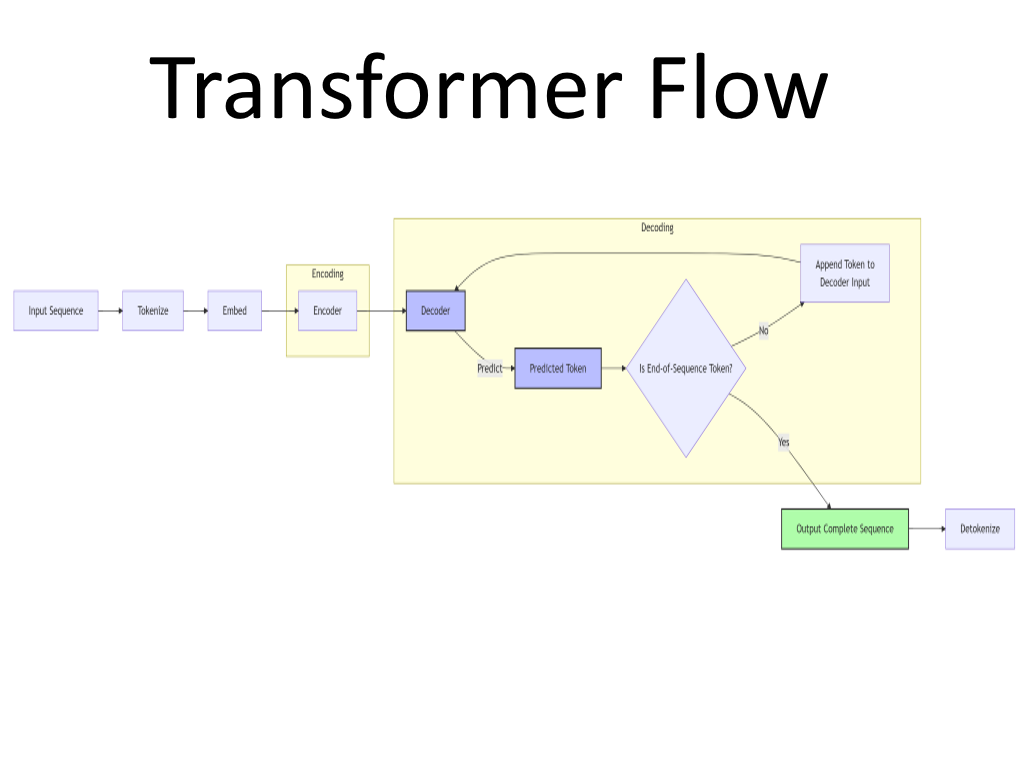 Transformer Flow
Decoding
Encoding
Input Sequence
Tokenize
Embed
Encoder
Decoder
Predict
Predicted Token
Is End-of-Sequence Token?
No
Append Token to
Decoder Input
Yes
Output Complete Sequence
Detokenize